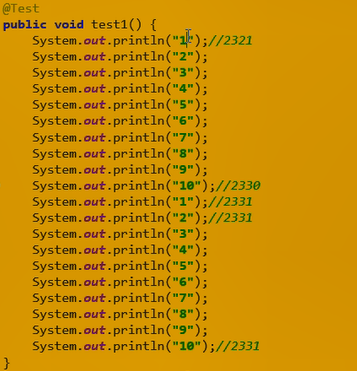 @Test
public void test1() {
System.out.println("1");//2321
System.out.println("2");
System.out.println("3");
System.out.println("4");
System.out.println("5");
System.out.println("6");
System.out.println("7");
System.out.println("8");
System.out.println("9");
System.out.println("10");//2330
System.out.println("1");//2331
System.out.println("2");//2331
System.out.println("3");
System.out.println("4");
System.out.println("5");
System.out.println("6");
System.out.println("7");
System.out.println("8");
System.out.println("9");
System.out.println("10");//2331
}